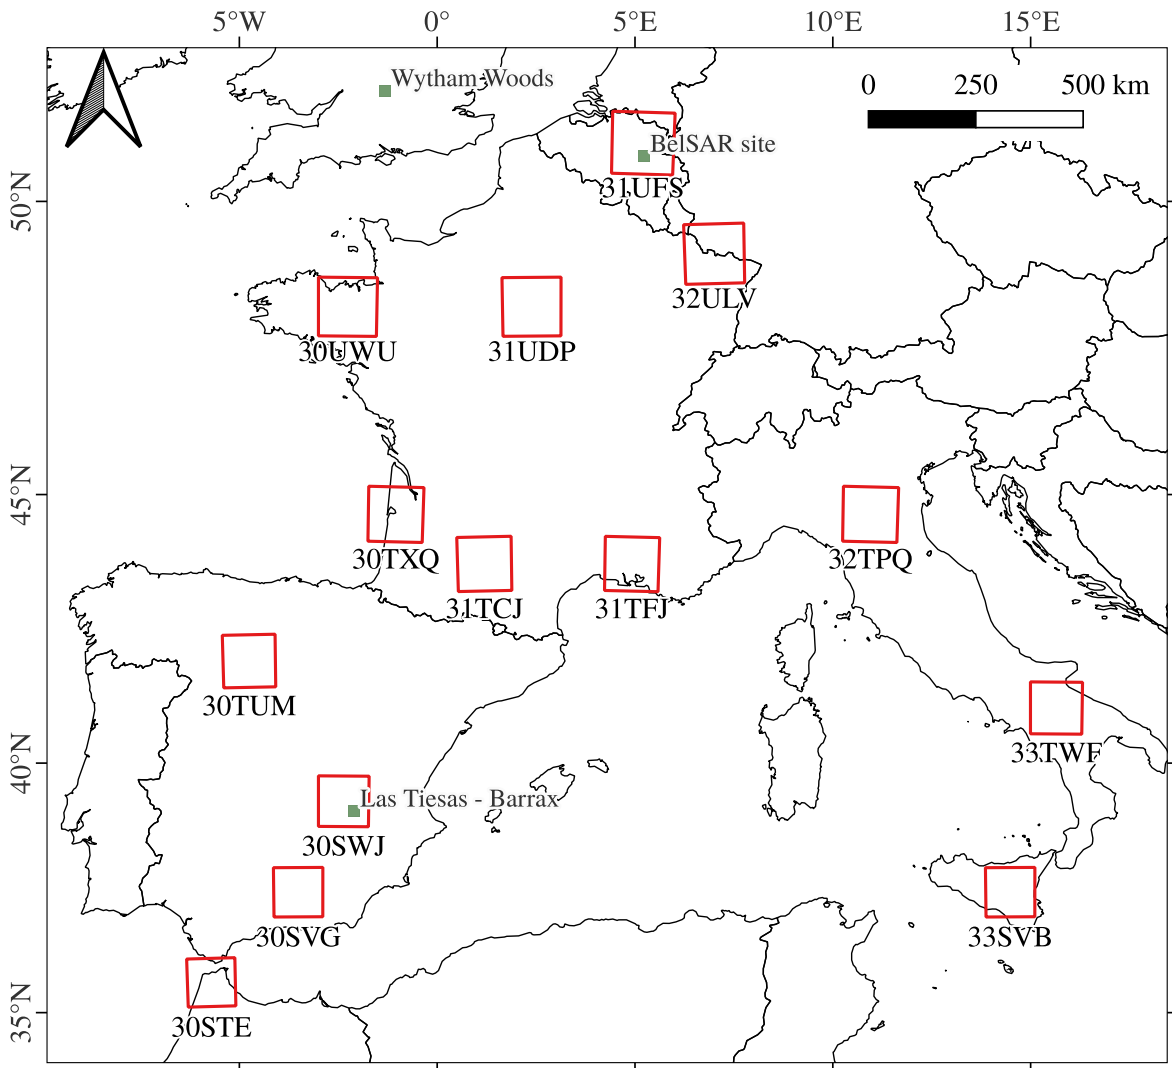 5°W 0° 5°E 10°E 15°E
Wytham Woods
0 250 500 km
BelSAR site
31UFS
50°N
32ULV
30UWU
31UDP
45°N
30TXQ
32TPQ
31TCJ
31TFJ
30TUM
33TWF
40°N
Las Tiesas - Barrax
30SWJ
30SVG
33SVB
35°N
30STE